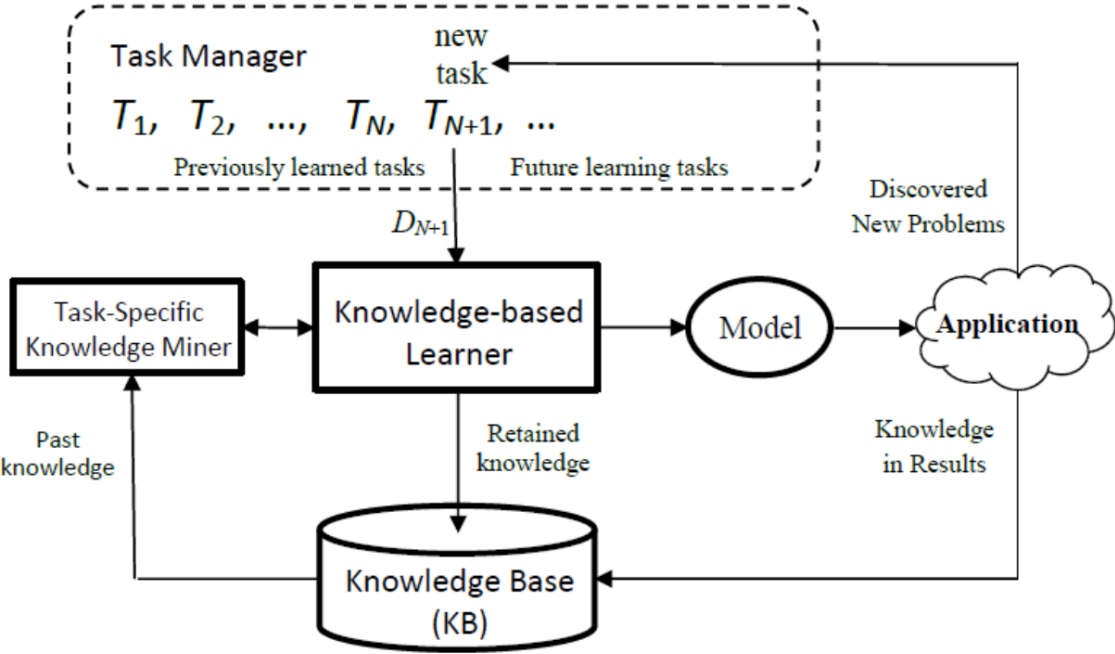 new
Task Manager
task
T1, T2, ..., TN, TN+1, ...
Previously learned tasks
Future learning tasks
DN+1
Discovered
New Problems
Task-Specific
Knowledge Miner
Knowledge-based
Learner
Model
Application
Past
knowledge
Retained
knowledge
Knowledge
in Results
Knowledge Base
(KB)